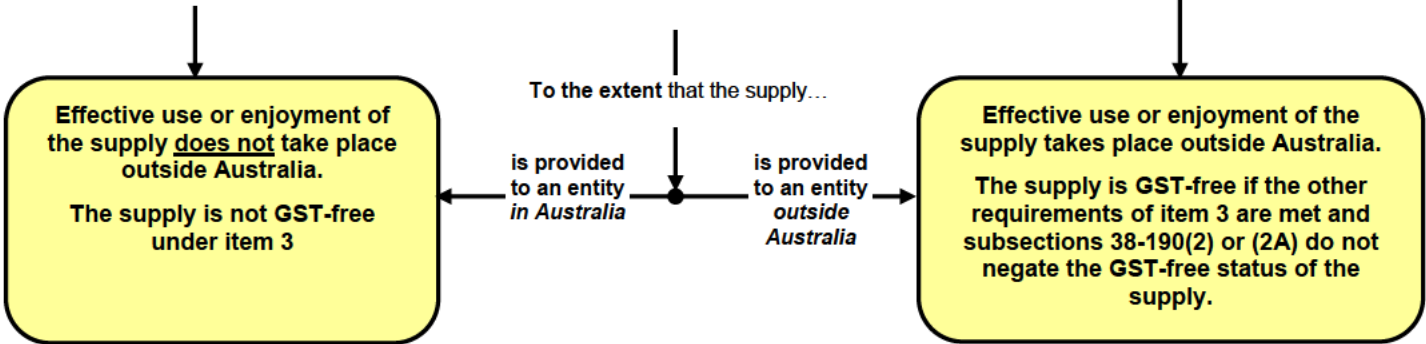 Effective use or enjoyment of
the supply does not take place
outside Australia.
The supply is not GST-free
under item 3
To the extent that the supply…
is provided
to an entity
in Australia
is provided
to an entity
outside
Australia
Effective use or enjoyment of the
supply takes place outside Australia.
The supply is GST-free if the other
requirements of item 3 are met and
subsections 38-190(2) or (2A) do not
negate the GST-free status of the
supply.